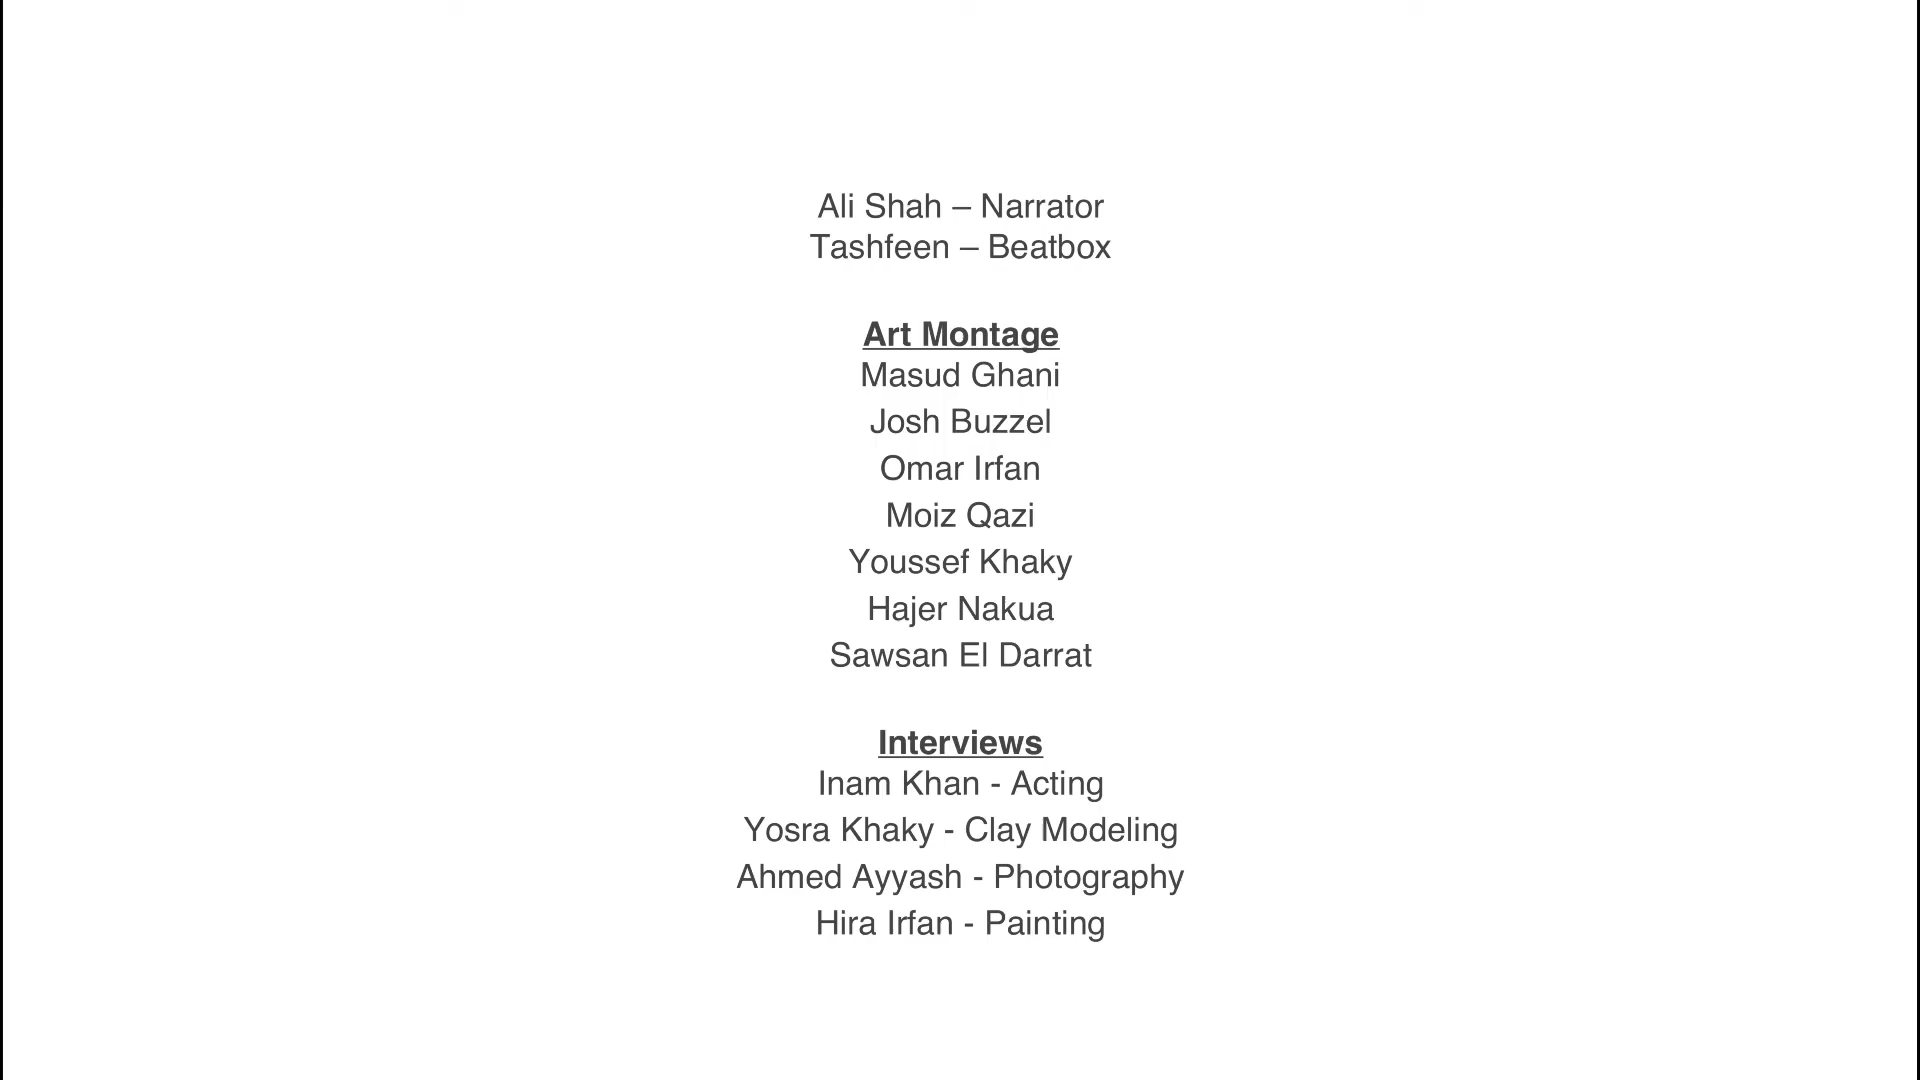 Ali Shah – Narrator
Tashfeen – Beatbox
Art Montage
Masud Ghani
Josh Buzzel
Omar Irfan
Moiz Qazi
Youssef Khaky
Hajer Nakua
Sawsan El Darrat
Interviews
Inam Khan - Acting
Yosra Khaky - Clay Modeling
Ahmed Ayyash - Photography
Hira Irfan - Painting